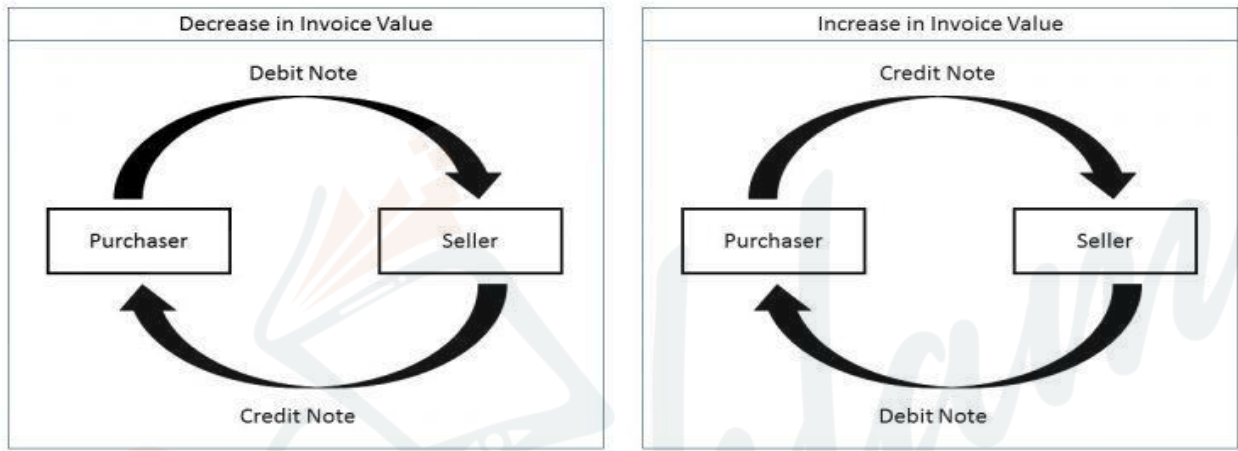 Decrease in Invoice Value
Debit Note
Purchaser
Seller
Credit Note
Increase in Invoice Value
Credit Note
Purchaser
Seller
Debit Note